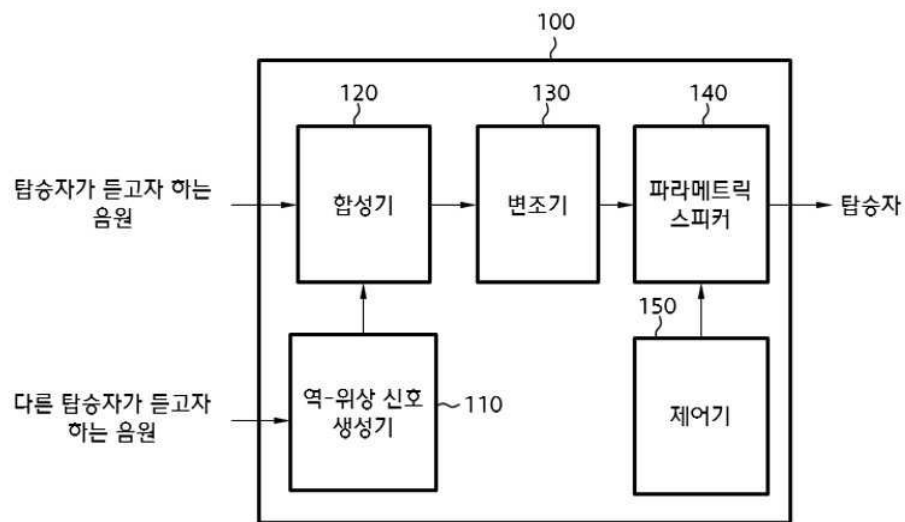 100
120
130
140
탑승자가 듣고자 하는
음원
합성기
변조기
파라메트릭
스피커
탑승자
150
다른 탑승자가 듣고자
하는 음원
역-위상 신호
생성기
110
제어기